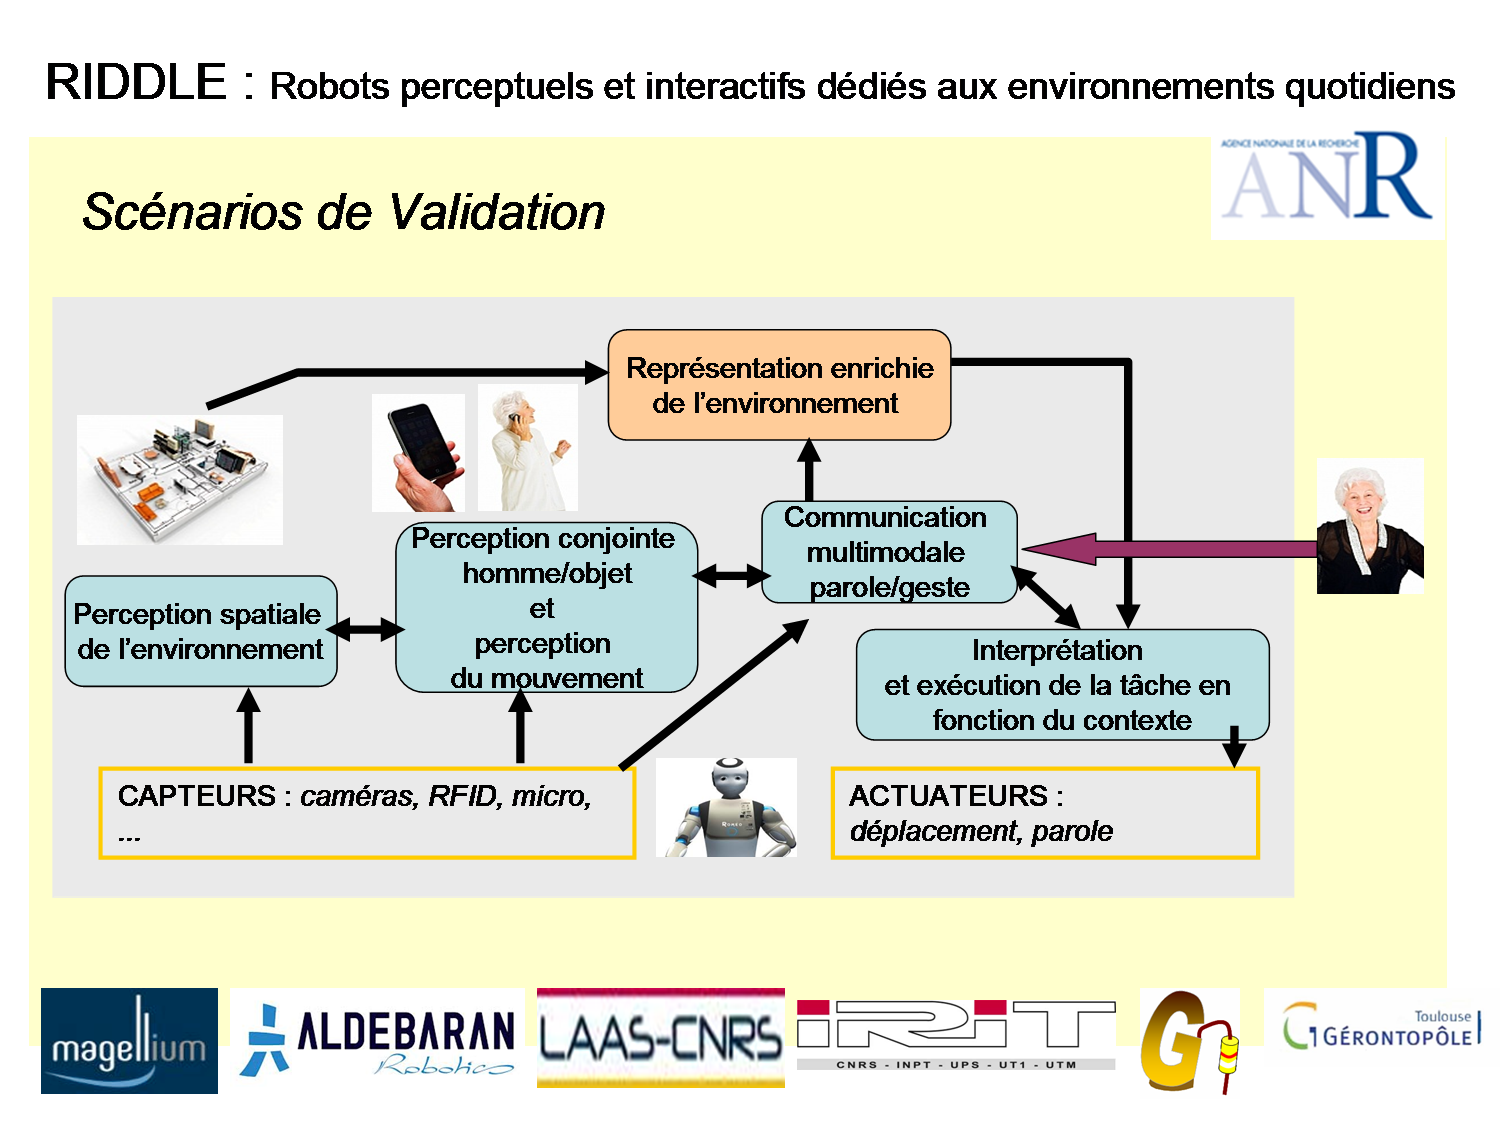 RIDDLE : Robots perceptuels et interactifs dédiés aux environnements quotidiens
AGENCE NATIONALE DE LA RECHERCHE
ANR
Scénarios de Validation
Représentation enrichie
de l'environnement
Communication
multimodale
parole/geste
Perception conjointe
homme/objet
et
perception
du mouvement
Perception spatiale
de l'environnement
Interprétation
et exécution de la tâche en
fonction du contexte
CAPTEURS : caméras, RFID, micro,
...
ROMEO
ACTUATEURS :
déplacement, parole
magellium
ALDEBARAN
Robotics
LAAS-CNRS
iRiT
CNRS - INPT - UPS - UT1 - UTM
G
Toulouse
GÉRONTOPÔLE